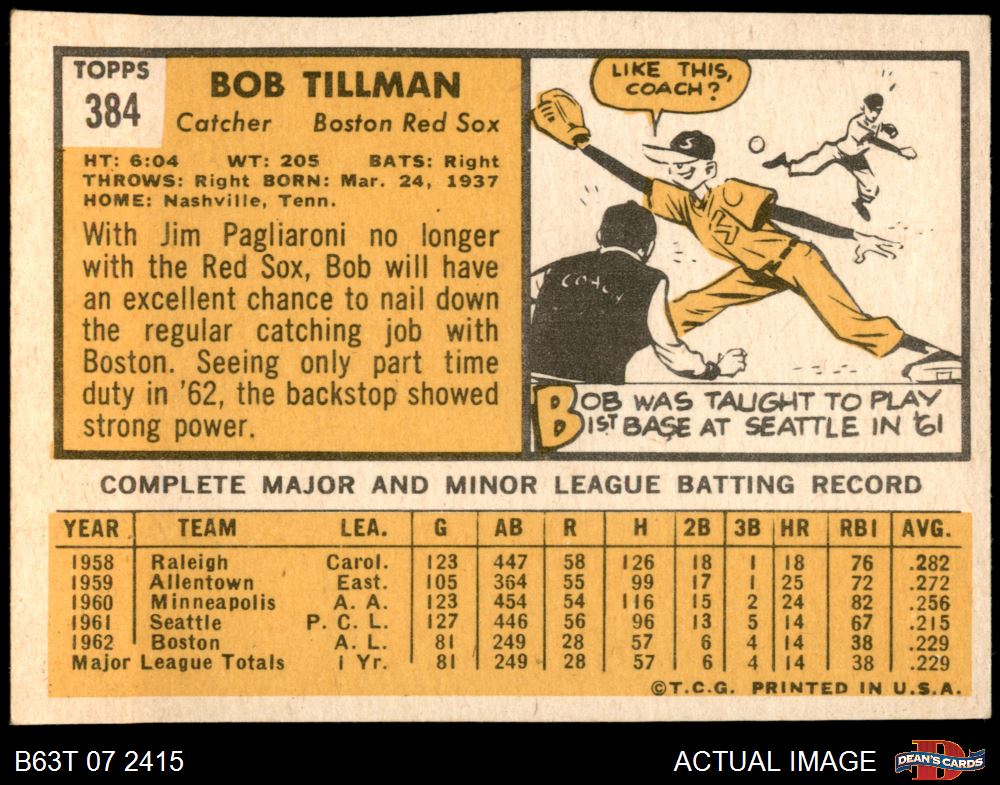 TOPPS
384
BOB TILLMAN
Catcher Boston Red Sox
HT: 6:04 WT: 205 BATS: Right
THROWS: Right BORN: Mar. 24, 1937
HOME: Nashville, Tenn.
With Jim Pagliaroni no longer
with the Red Sox, Bob will have
an excellent chance to nail down
the regular catching job with
Boston. Seeing only part time
duty in '62, the backstop showed
strong power.
LIKE THIS,
COACH?
S
COACH
BOB WAS TAUGHT TO PLAY
1ST BASE AT SEATTLE IN '61
COMPLETE MAJOR AND MINOR LEAGUE BATTING RECORD
YEAR TEAM LEA. G AB R H 2B 3B HR RBI AVG.
1958 Raleigh Carol. 123 447 58 126 18 1 18 76 .282
1959 Allentown East. 105 364 55 99 17 1 25 72 .272
1960 Minneapolis A. A. 123 454 54 116 15 2 24 82 .256
1961 Seattle P. C. L. 127 446 56 96 13 5 14 67 .215
1962 Boston A. L. 81 249 28 57 6 4 14 38 .229
Major League Totals 1 Yr. 81 249 28 57 6 4 14 38 .229
©T.C.G. PRINTED IN U.S.A.
B63T 07 2415
ACTUAL IMAGE
DEAN'S CARDS